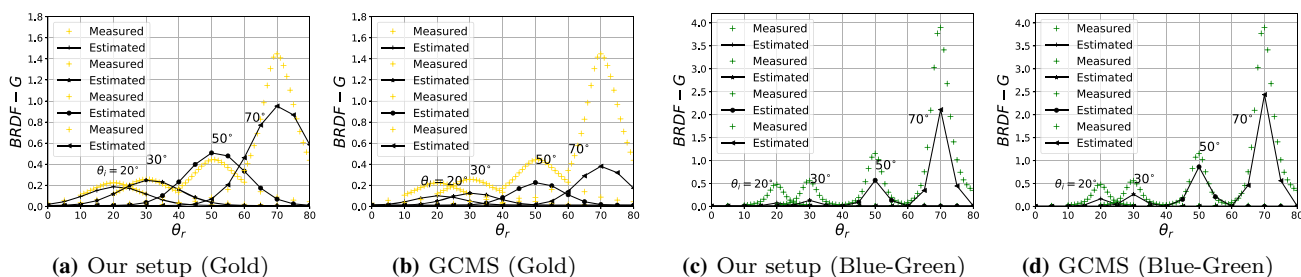 BRDF − G
1.8
1.6
1.4
1.2
1.0
0.8
0.6
0.4
0.2
0.0
Measured
Estimated
Measured
Estimated
Measured
Estimated
Measured
Estimated
θi = 20°
30°
50°
70°
0 10 20 30 40 50 60 70 80
θr
(a) Our setup (Gold)
BRDF − G
1.8
1.6
1.4
1.2
1.0
0.8
0.6
0.4
0.2
0.0
Measured
Estimated
Measured
Estimated
Measured
Estimated
Measured
Estimated
θi = 20°
30°
50°
70°
0 10 20 30 40 50 60 70 80
θr
(b) GCMS (Gold)
BRDF − G
4.0
3.5
3.0
2.5
2.0
1.5
1.0
0.5
0.0
Measured
Estimated
Measured
Estimated
Measured
Estimated
Measured
Estimated
θi = 20°
30°
50°
70°
0 10 20 30 40 50 60 70 80
θr
(c) Our setup (Blue-Green)
BRDF − G
4.0
3.5
3.0
2.5
2.0
1.5
1.0
0.5
0.0
Measured
Estimated
Measured
Estimated
Measured
Estimated
Measured
Estimated
θi = 20°
30°
50°
70°
0 10 20 30 40 50 60 70 80
θr
(d) GCMS (Blue-Green)